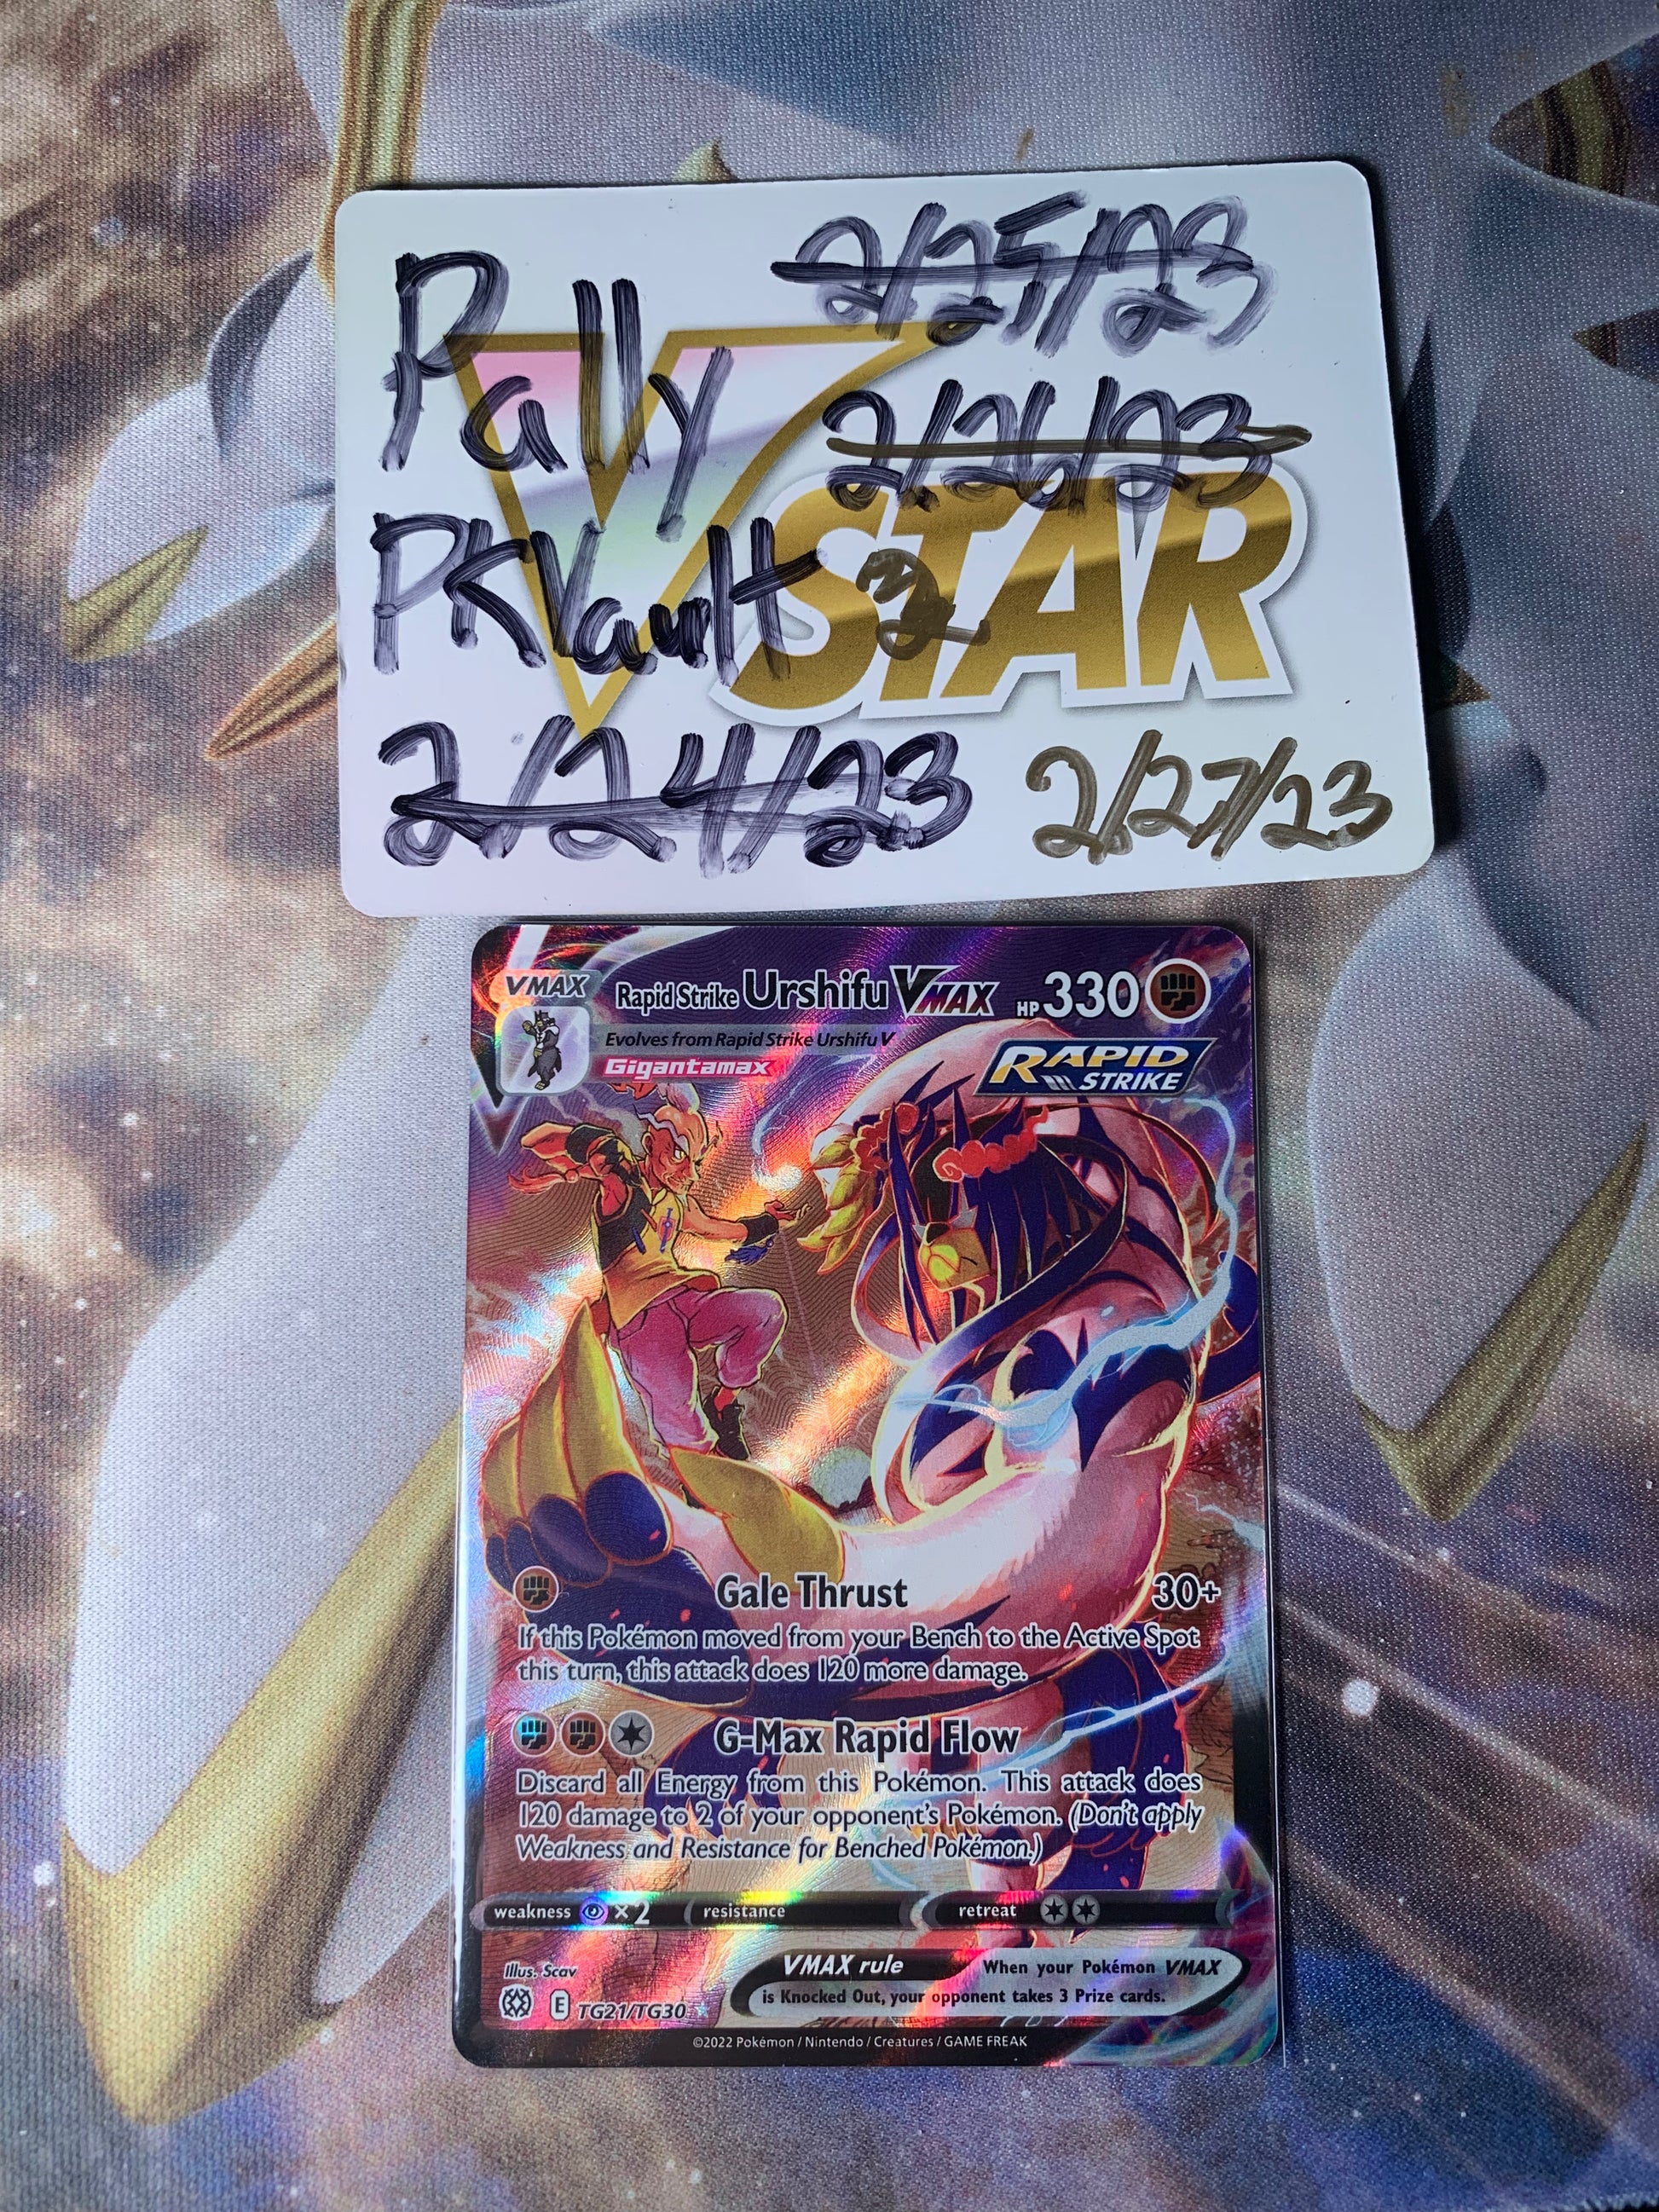 Pally
2/25/23
2/26/23
VSTAR
PKVault
2/24/23
2/27/23
VMAX
Rapid Strike Urshifu VMAX HP 330
Evolves from Rapid Strike Urshifu V
Gigantamax
RAPID STRIKE
Gale Thrust 30+
If this Pokémon moved from your Bench to the Active Spot
this turn, this attack does 120 more damage.
G-Max Rapid Flow
Discard all Energy from this Pokémon. This attack does
120 damage to 2 of your opponent's Pokémon. (Don't apply
Weakness and Resistance for Benched Pokémon.)
weakness ×2 resistance retreat
VMAX rule When your Pokémon VMAX
is Knocked Out, your opponent takes 3 Prize cards.
Illus. Scav
E TG21/TG30
©2022 Pokémon / Nintendo / Creatures / GAME FREAK